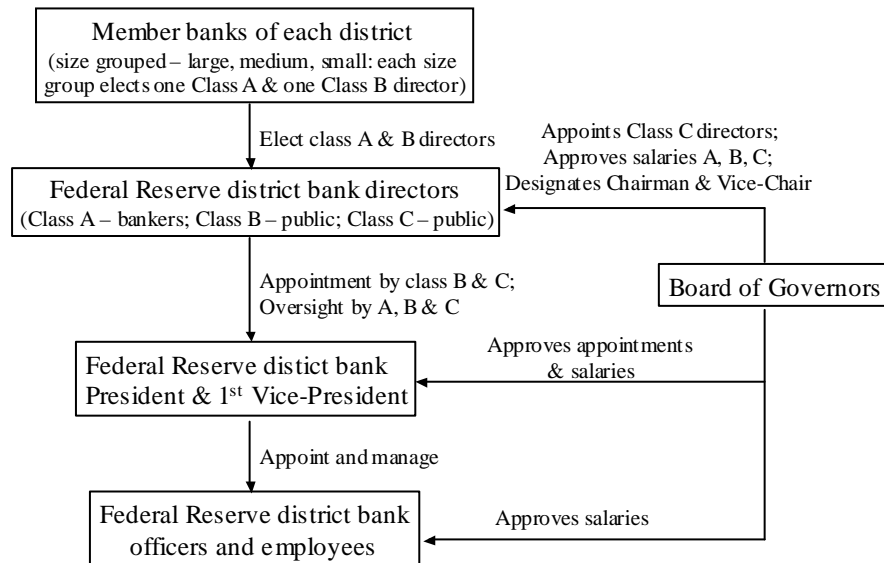 Member banks of each district
(size grouped – large, medium, small: each size
group elects one Class A & one Class B director)
Elect class A & B directors
Appoints Class C directors;
Approves salaries A, B, C;
Designates Chairman & Vice-Chair
Federal Reserve district bank directors
(Class A – bankers; Class B – public; Class C – public)
Appointment by class B & C;
Oversight by A, B & C
Board of Governors
Federal Reserve distict bank
President & 1st Vice-President
Approves appointments
& salaries
Appoint and manage
Federal Reserve district bank
officers and employees
Approves salaries